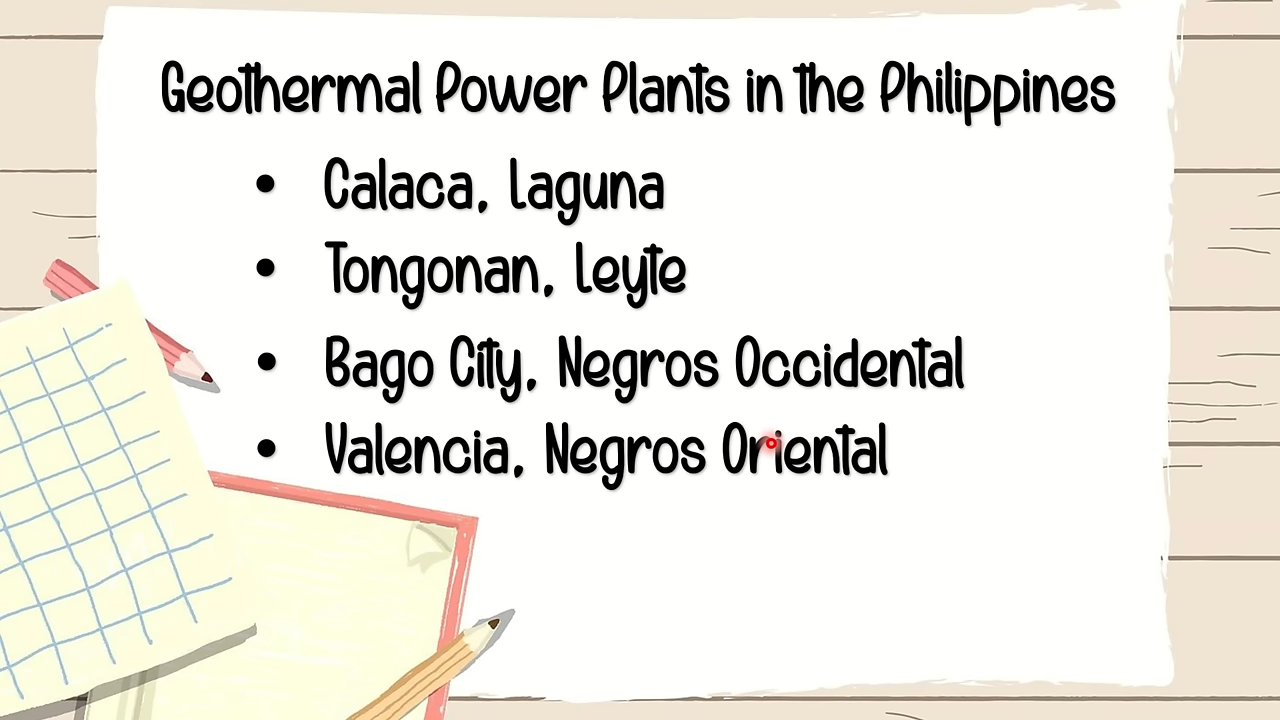 Geothermal Power Plants in the Philippines
• Calaca, Laguna
• Tongonan, Leyte
• Bago City, Negros Occidental
• Valencia, Negros Oriental